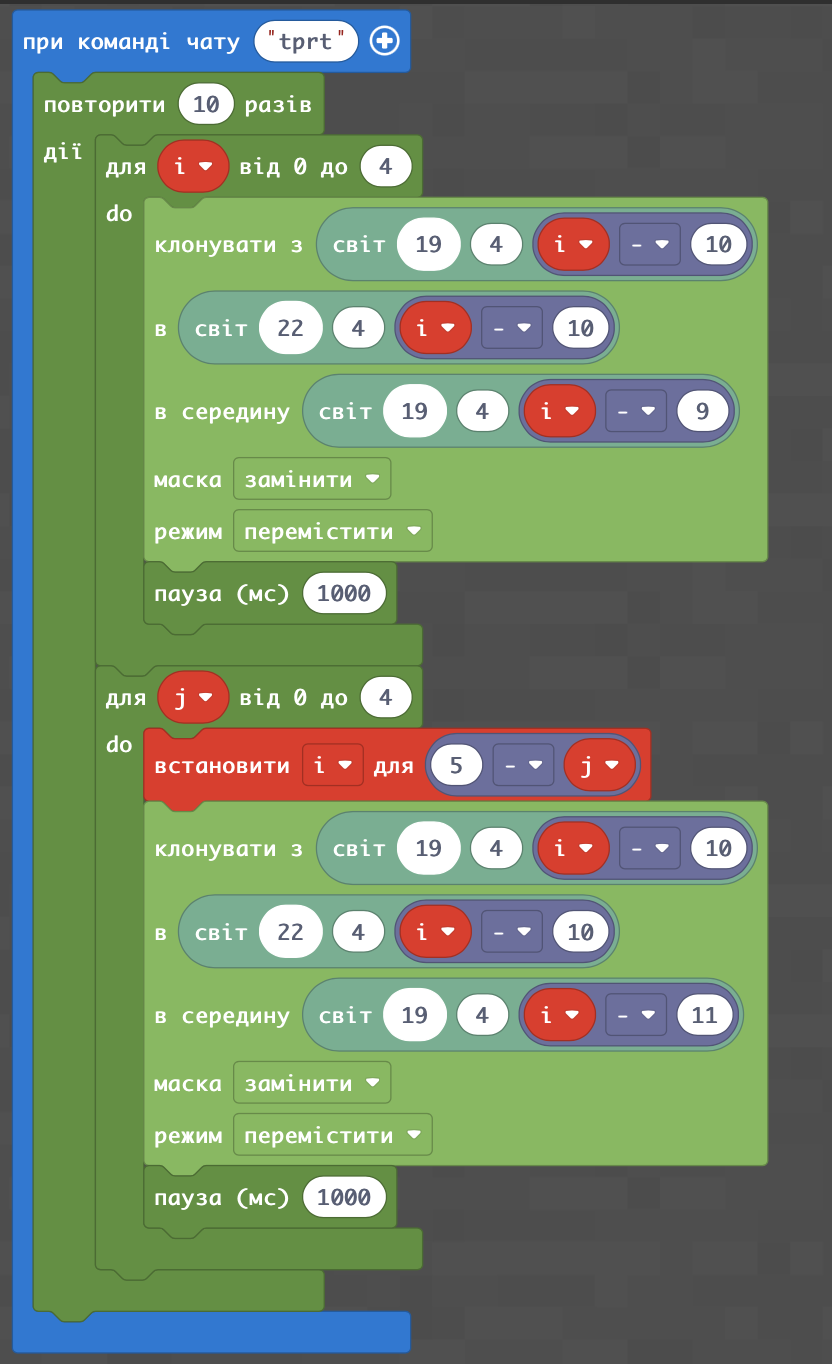 при команді чату "tprt"
повторити 10 разів
дії
для i від 0 до 4
do
клонувати з світ 19 4 i - 10
в світ 22 4 i - 10
в середину світ 19 4 i - 9
маска замінити
режим перемістити
пауза (мс) 1000
для j від 0 до 4
do
встановити i для 5 - j
клонувати з світ 19 4 i - 10
в світ 22 4 i - 10
в середину світ 19 4 i - 11
маска замінити
режим перемістити
пауза (мс) 1000